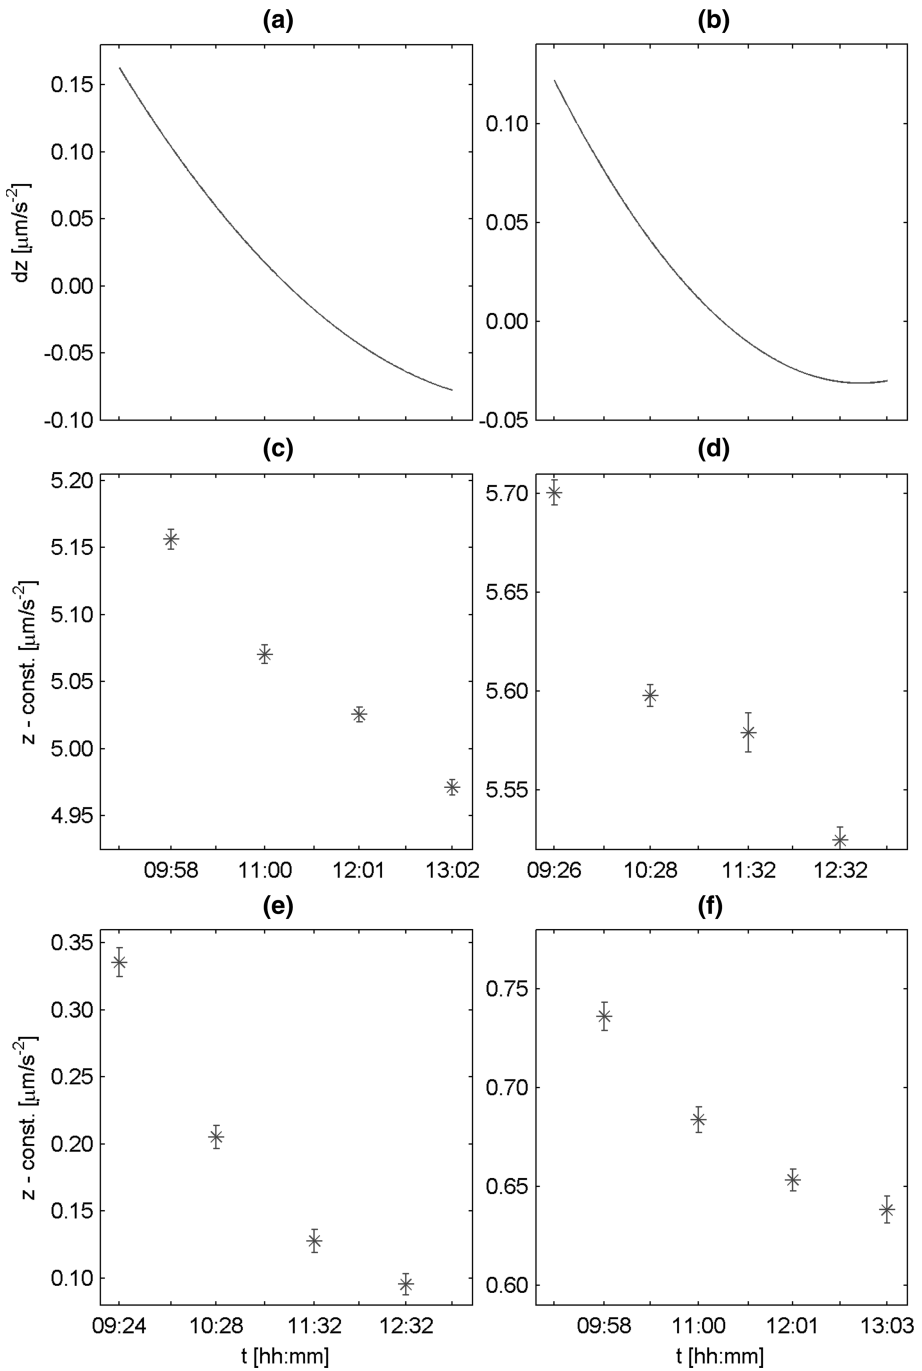 (a)
(b)
dz [μm/s-2]
0.15
0.10
0.05
0.00
-0.05
-0.10
0.10
0.05
0.00
-0.05
(c)
(d)
z - const. [μm/s-2]
5.20
5.15
5.10
5.05
5.00
4.95
09:58 11:00 12:01 13:02
5.70
5.65
5.60
5.55
09:26 10:28 11:32 12:32
(e)
(f)
z - const. [μm/s-2]
0.35
0.30
0.25
0.20
0.15
0.10
09:24 10:28 11:32 12:32
t [hh:mm]
0.75
0.70
0.65
0.60
09:58 11:00 12:01 13:03
t [hh:mm]